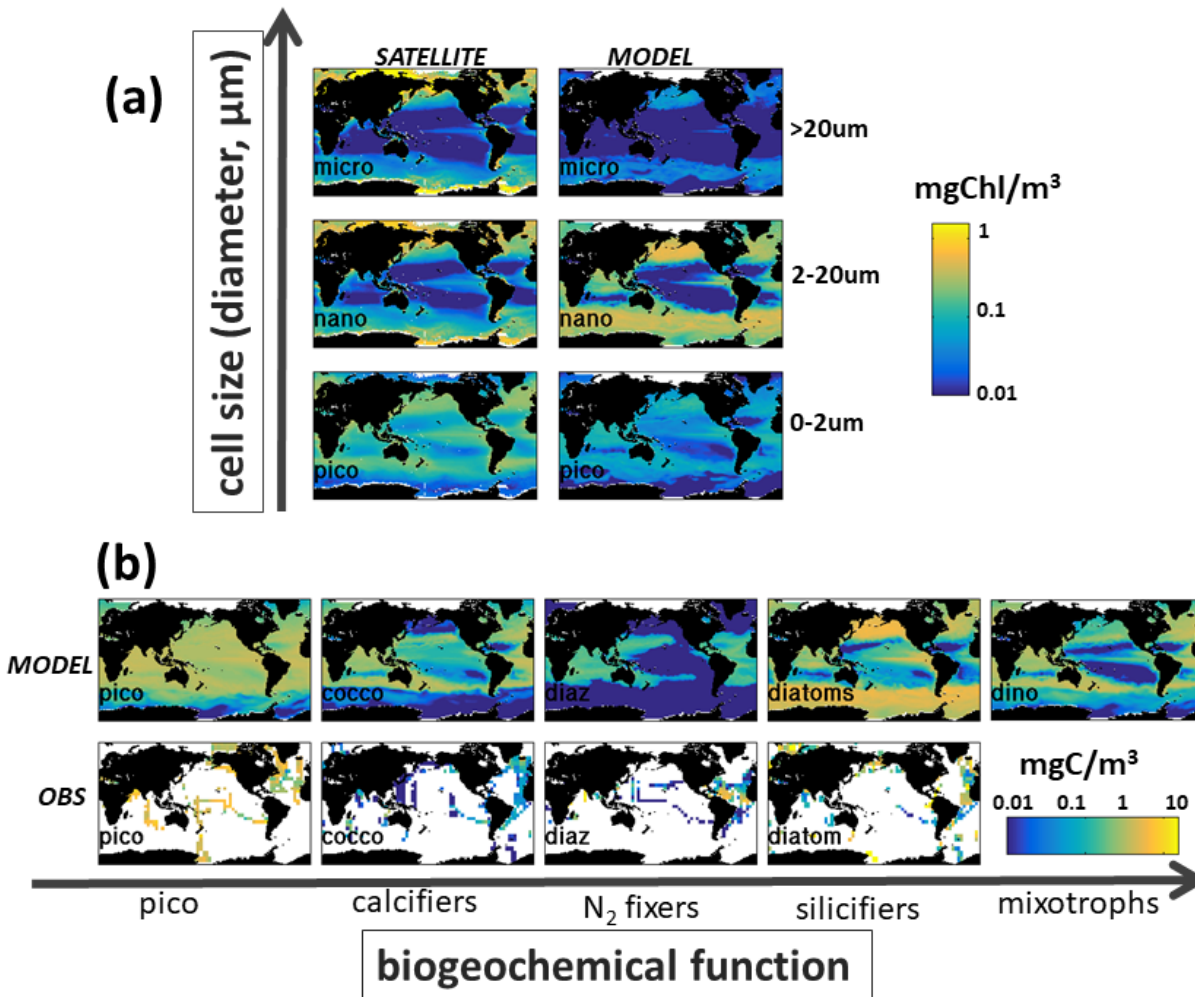 (a)
cell size (diameter, µm)
SATELLITE MODEL
micro micro >20um
nano nano 2-20um
pico pico 0-2um
mgChl/m³
1
0.1
0.01
(b)
MODEL
pico cocco diaz diatoms dino
OBS
pico cocco diaz diatom
mgC/m³
0.01 0.1 1 10
pico calcifiers N₂ fixers silicifiers mixotrophs
biogeochemical function